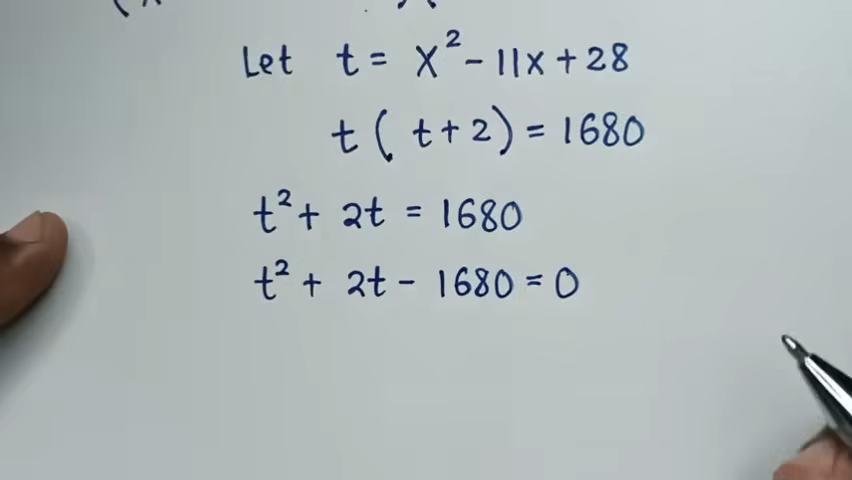 Let t = x² - 11x + 28
t ( t + 2 ) = 1680
t² + 2t = 1680
t² + 2t - 1680 = 0